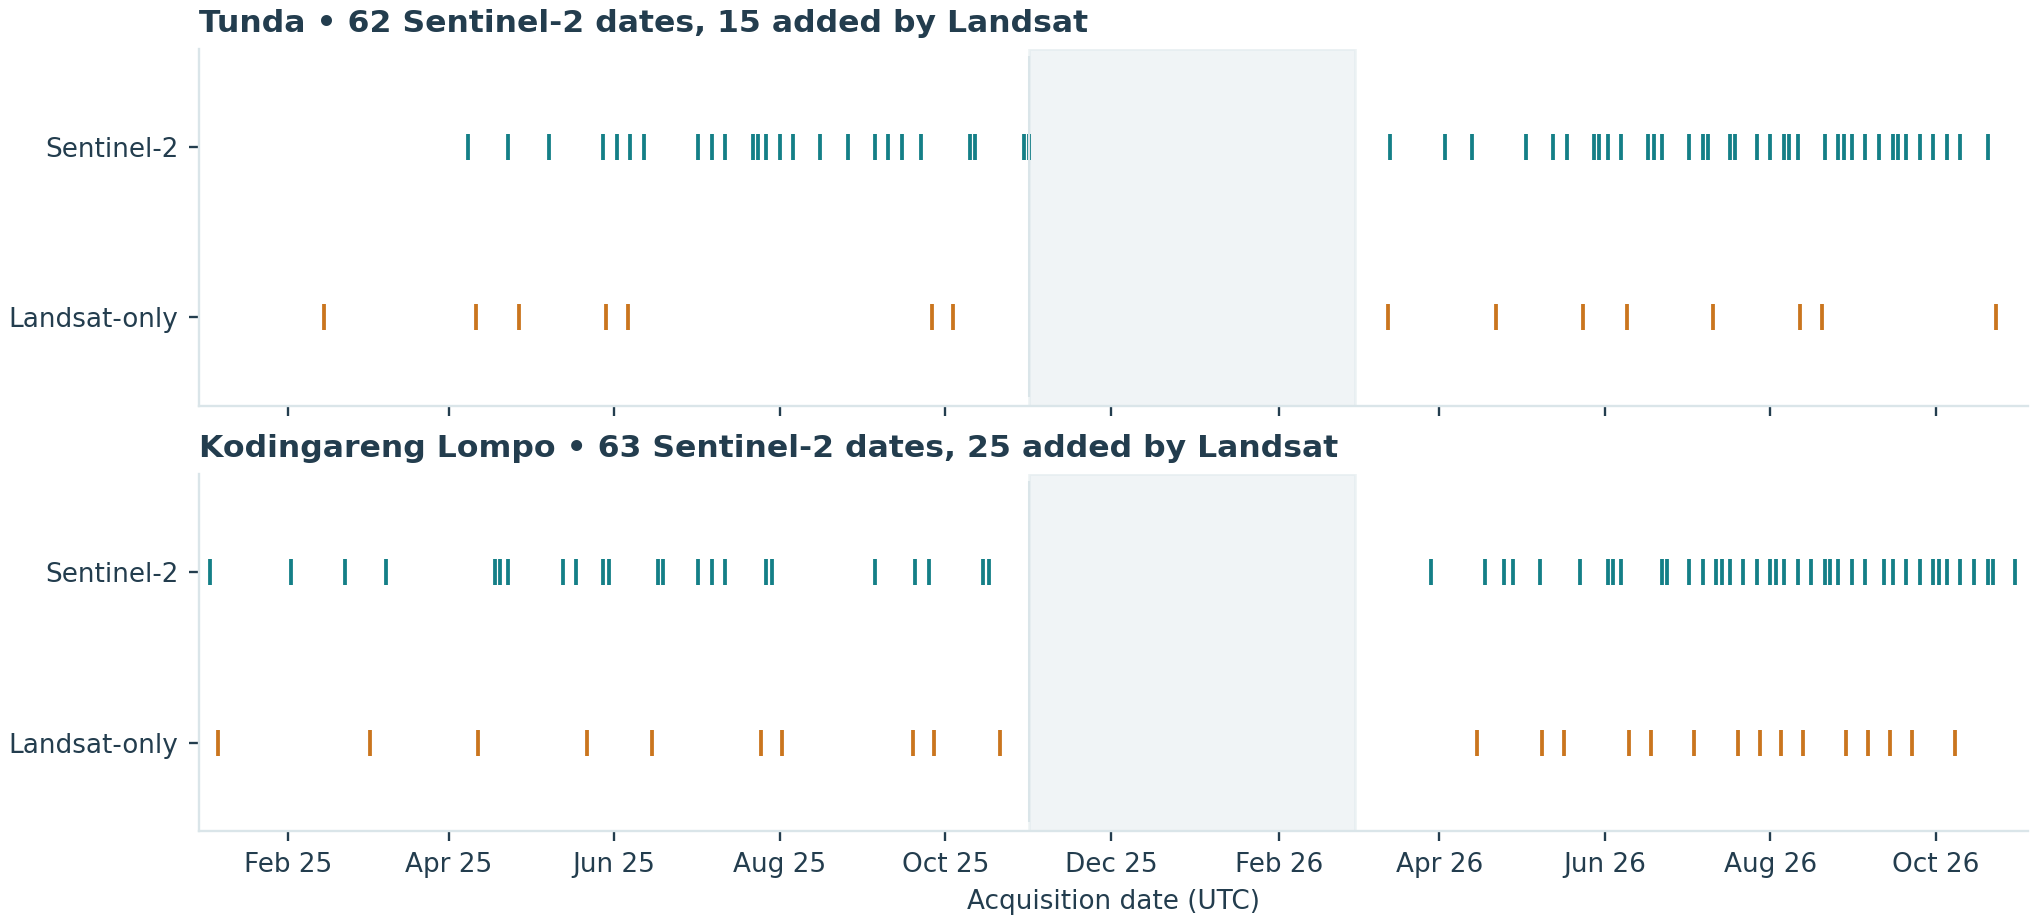 Tunda • 62 Sentinel-2 dates, 15 added by Landsat
Sentinel-2
Landsat-only
Kodingareng Lompo • 63 Sentinel-2 dates, 25 added by Landsat
Sentinel-2
Landsat-only
Feb 25 Apr 25 Jun 25 Aug 25 Oct 25 Dec 25 Feb 26 Apr 26 Jun 26 Aug 26 Oct 26
Acquisition date (UTC)